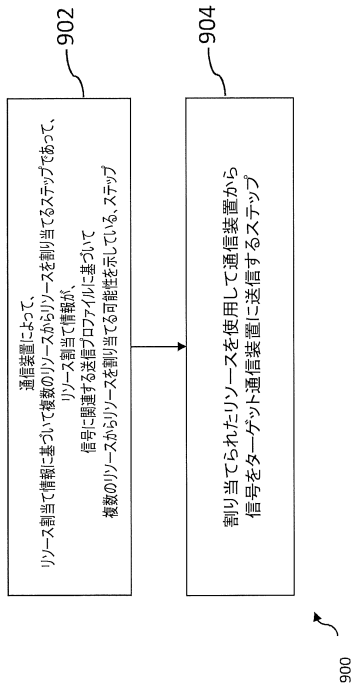 902
通信装置によって、
リソース割当て情報に基づいて複数のリソースからリソースを割り当てるステップであって、
リソース割当て情報が、
信号に関連する送信プロファイルに基づいて
複数のリソースからリソースを割り当てる可能性を示している、ステップ
904
割り当てられたリソースを使用して通信装置から
信号をターゲット通信装置に送信するステップ
900